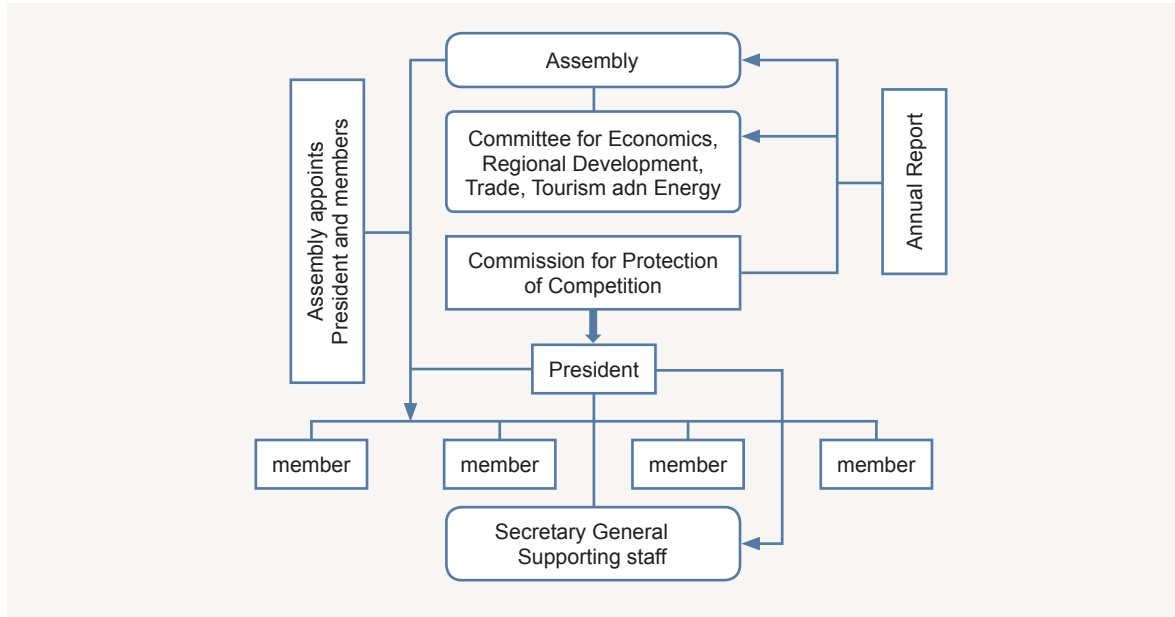 Assembly
Assembly appoints
President and members
Committee for Economics,
Regional Development,
Trade, Tourism adn Energy
Annual Report
Commission for Protection
of Competition
President
member
member
member
member
Secretary General
Supporting staff